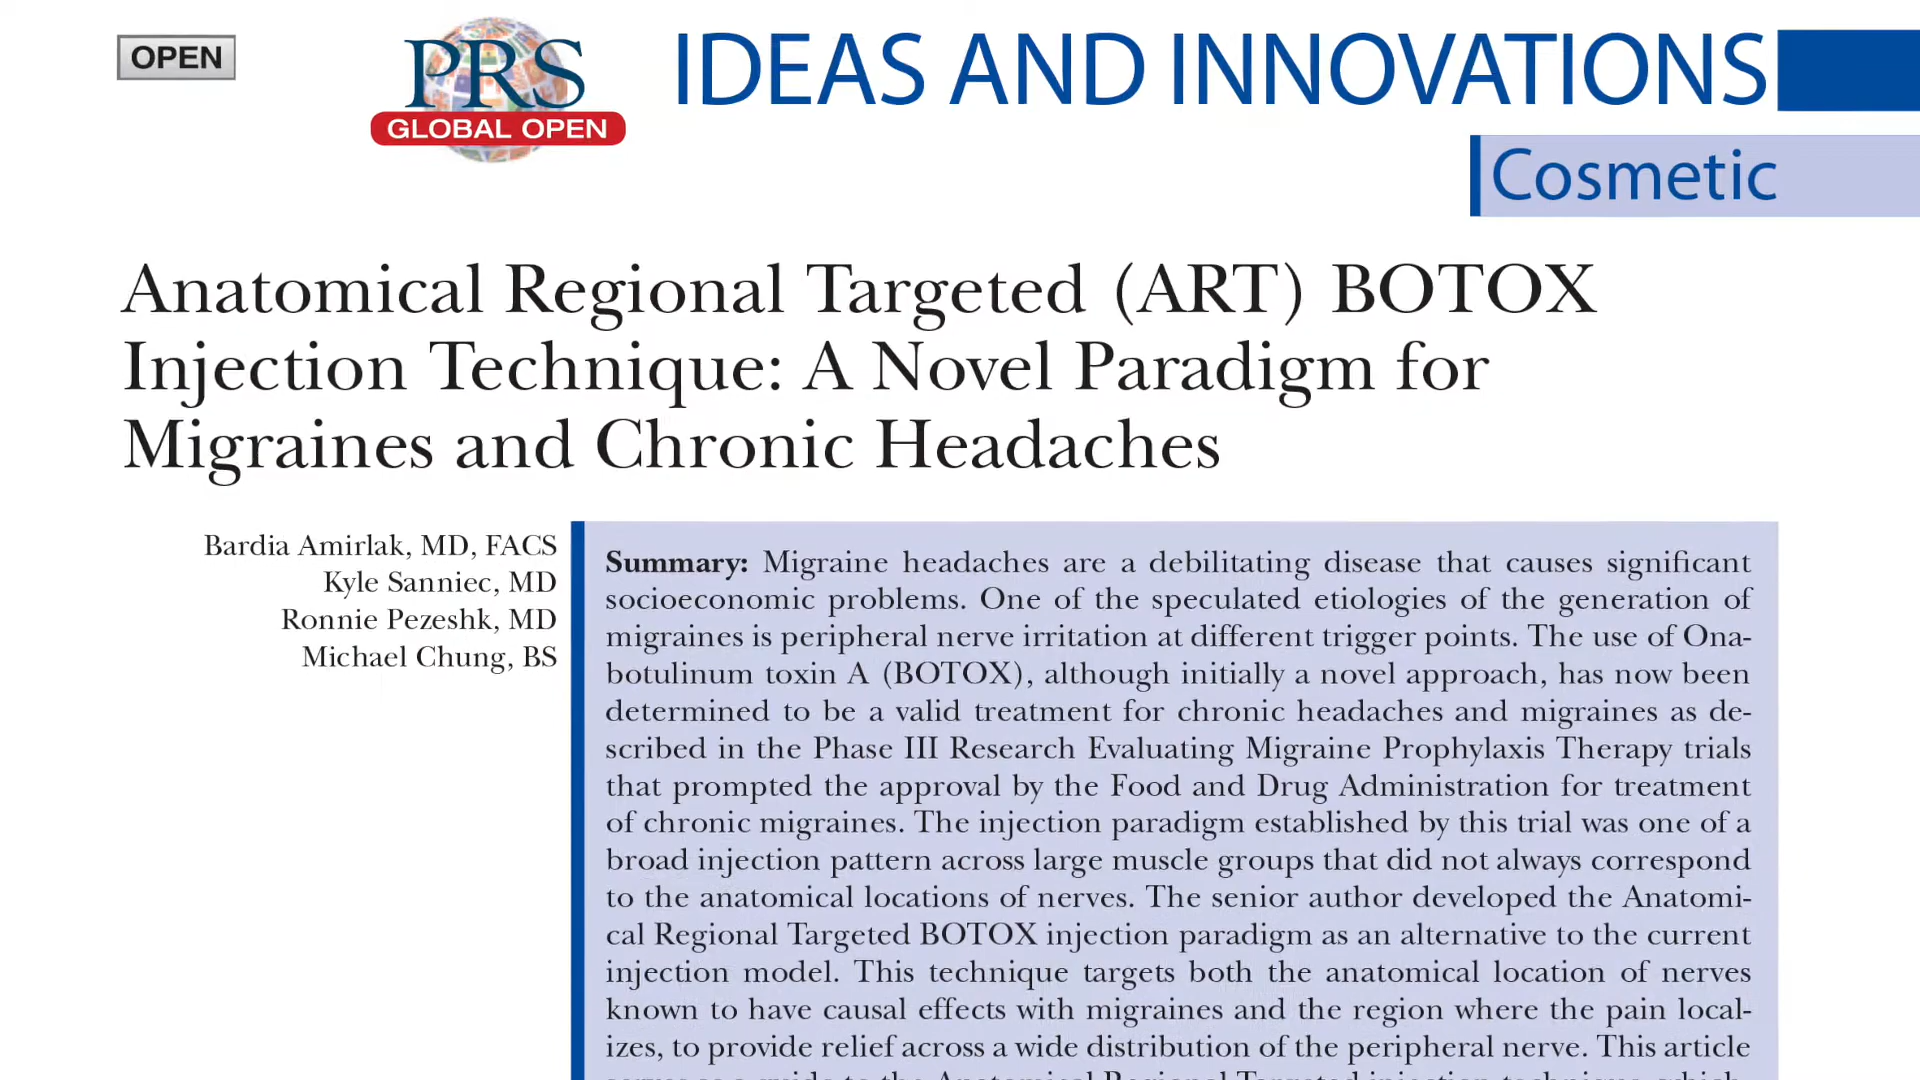 OPEN
PRS
GLOBAL OPEN
IDEAS AND INNOVATIONS
Cosmetic
Anatomical Regional Targeted (ART) BOTOX
Injection Technique: A Novel Paradigm for
Migraines and Chronic Headaches
Bardia Amirlak, MD, FACS
Kyle Sanniec, MD
Ronnie Pezeshk, MD
Michael Chung, BS
Summary: Migraine headaches are a debilitating disease that causes significant
socioeconomic problems. One of the speculated etiologies of the generation of
migraines is peripheral nerve irritation at different trigger points. The use of Ona-
botulinum toxin A (BOTOX), although initially a novel approach, has now been
determined to be a valid treatment for chronic headaches and migraines as de-
scribed in the Phase III Research Evaluating Migraine Prophylaxis Therapy trials
that prompted the approval by the Food and Drug Administration for treatment
of chronic migraines. The injection paradigm established by this trial was one of a
broad injection pattern across large muscle groups that did not always correspond
to the anatomical locations of nerves. The senior author developed the Anatomi-
cal Regional Targeted BOTOX injection paradigm as an alternative to the current
injection model. This technique targets both the anatomical location of nerves
known to have causal effects with migraines and the region where the pain local-
izes, to provide relief across a wide distribution of the peripheral nerve. This article